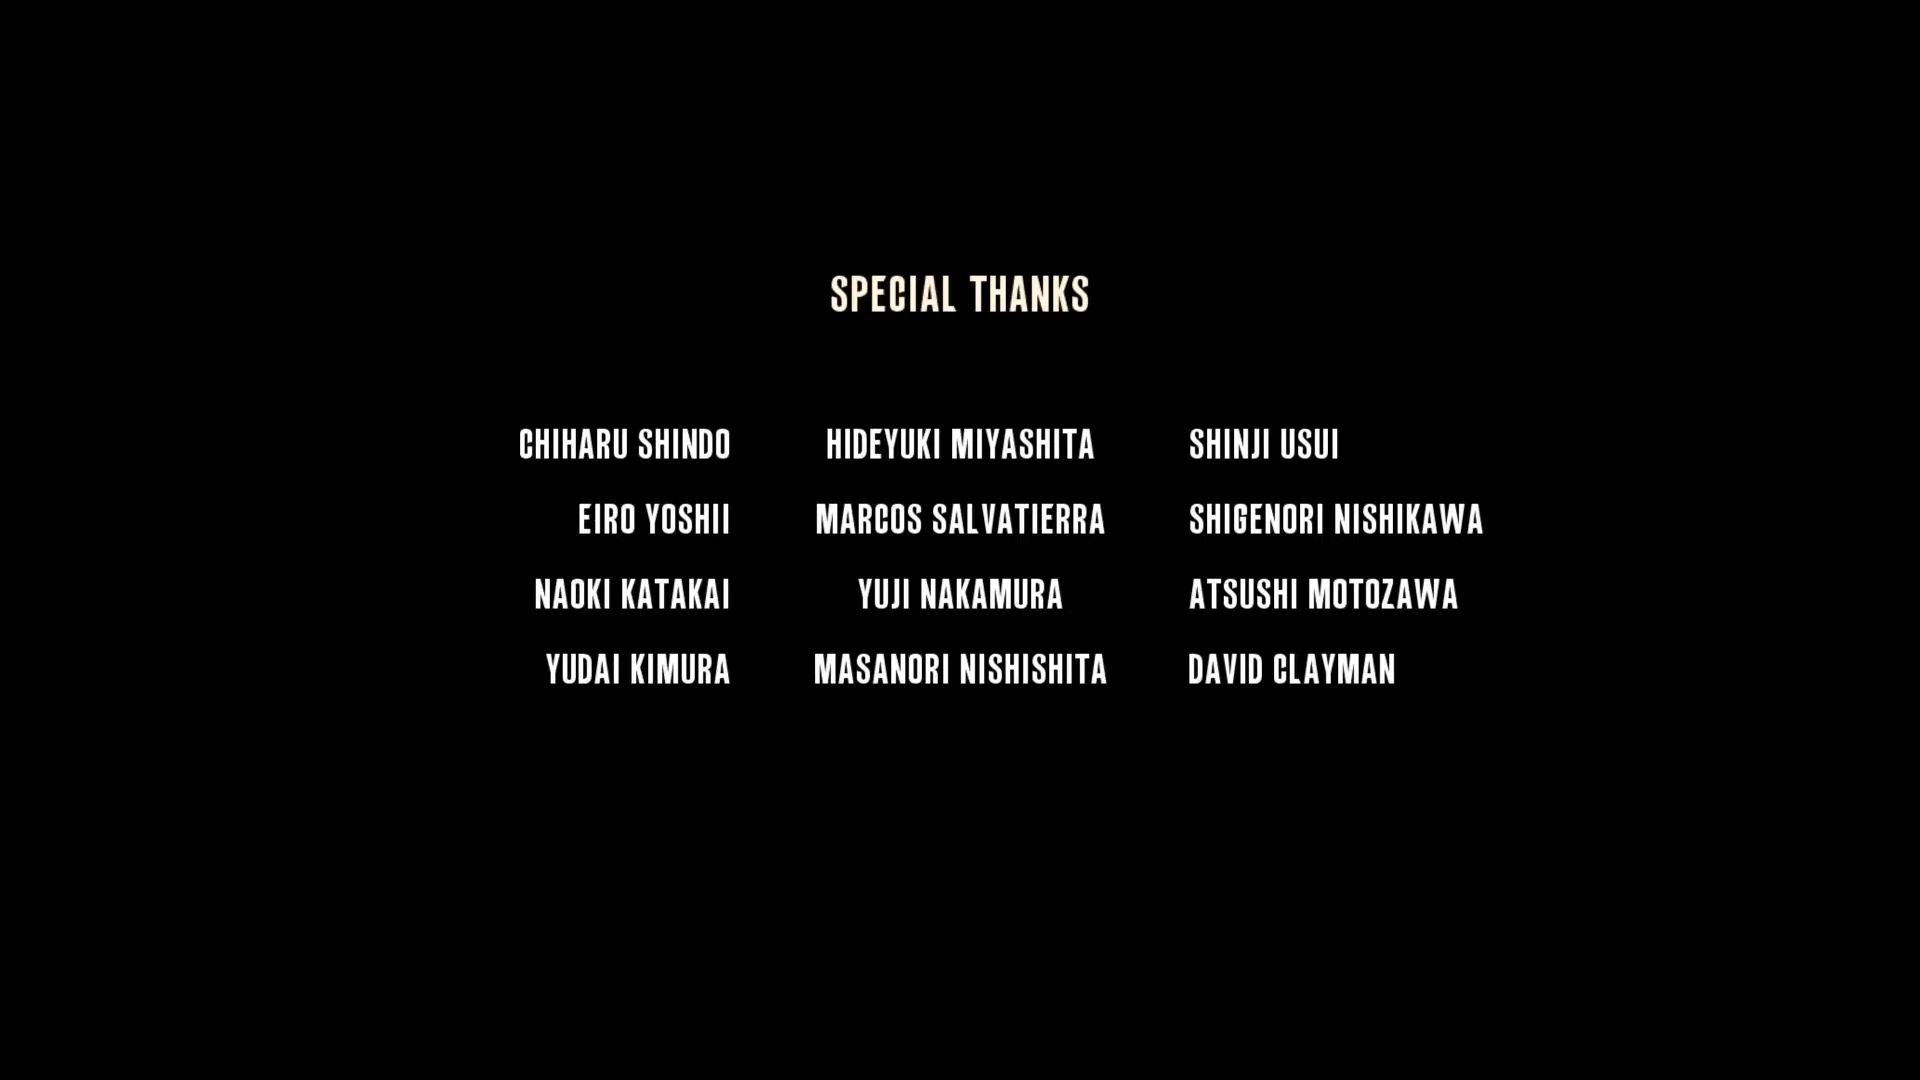 SPECIAL THANKS
CHIHARU SHINDO HIDEYUKI MIYASHITA SHINJI USUI
EIRO YOSHII MARCOS SALVATIERRA SHIGENORI NISHIKAWA
NAOKI KATAKAI YUJI NAKAMURA ATSUSHI MOTOZAWA
YUDAI KIMURA MASANORI NISHISHITA DAVID CLAYMAN